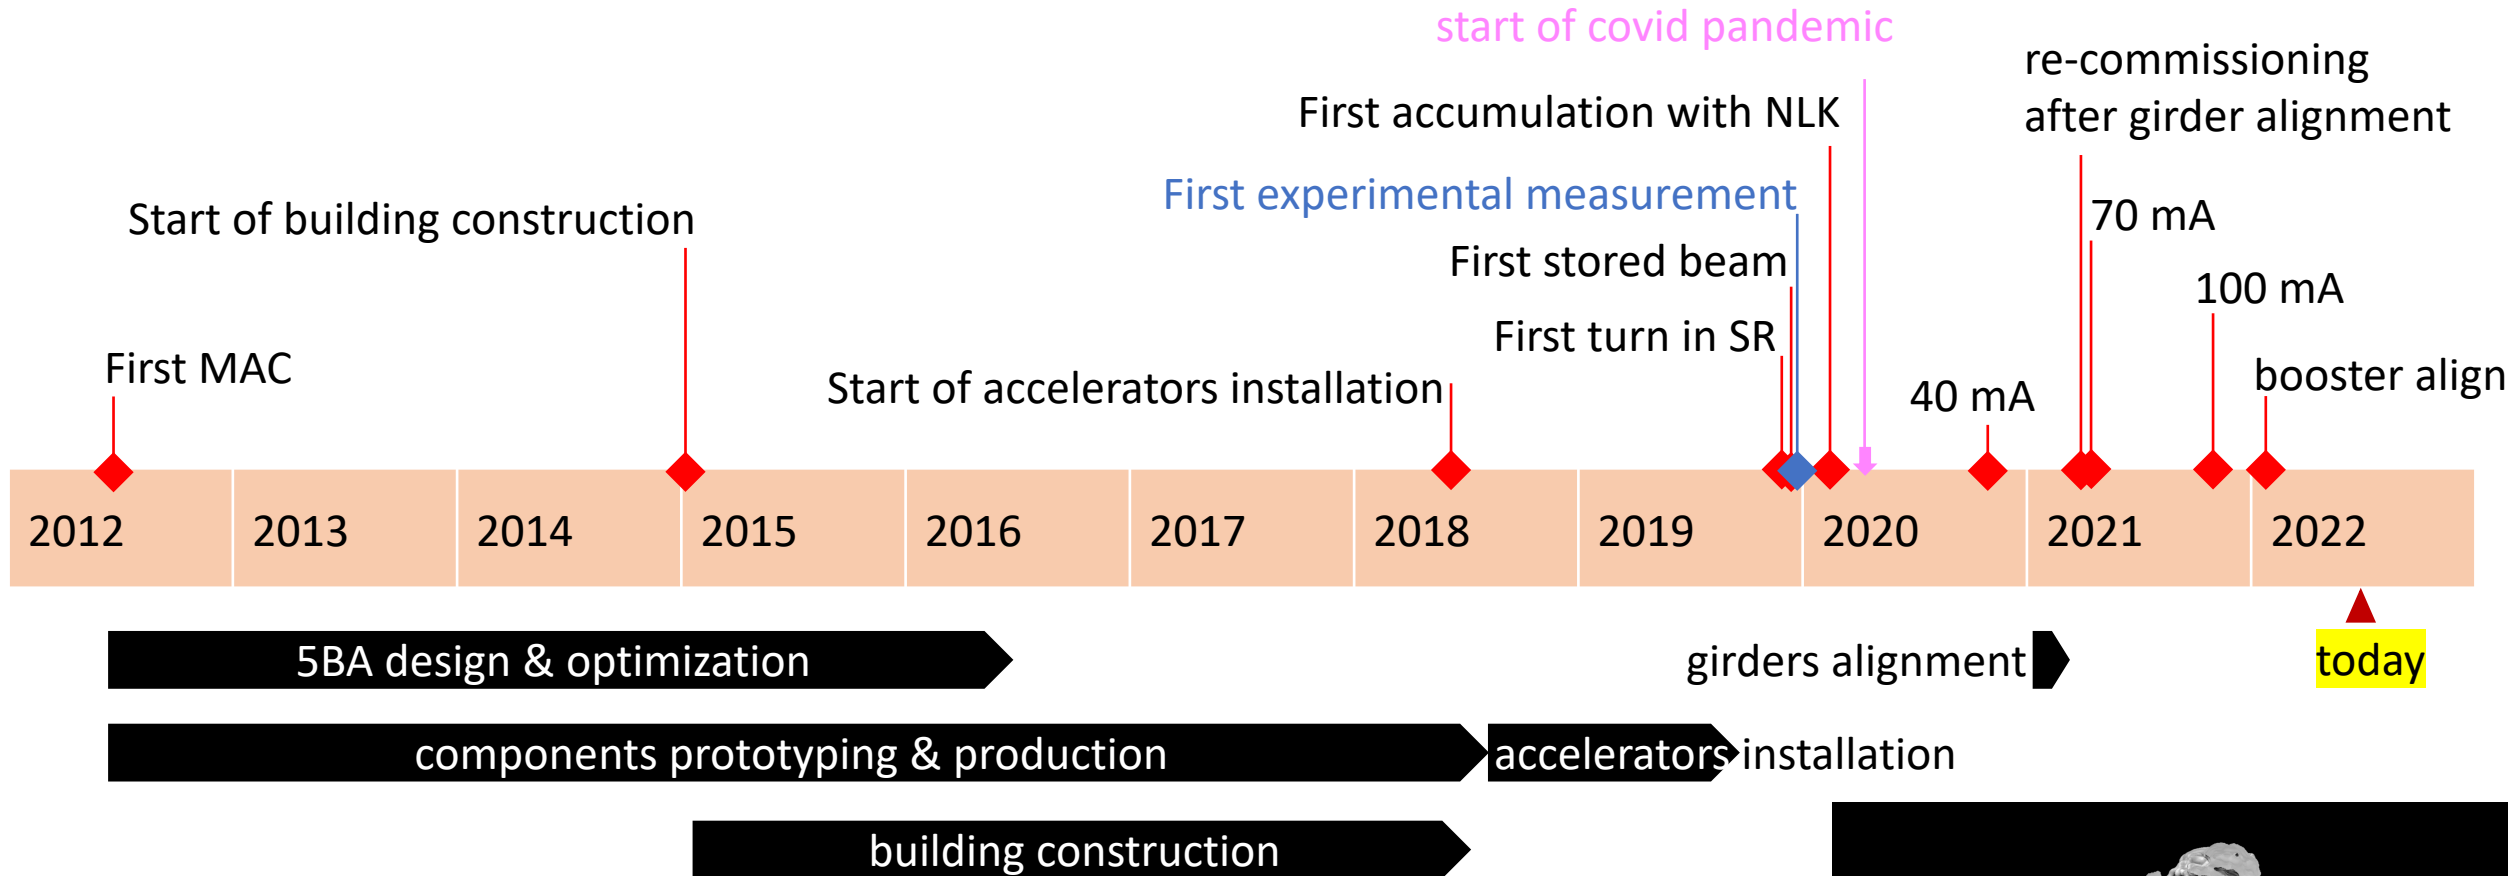 start of covid pandemic
re-commissioning
after girder alignment
First accumulation with NLK
First experimental measurement
70 mA
Start of building construction
First stored beam
100 mA
First turn in SR
First MAC
Start of accelerators installation
40 mA
booster align
2012 2013 2014 2015 2016 2017 2018 2019 2020 2021 2022
5BA design & optimization
girders alignment
today
components prototyping & production
accelerators installation
building construction